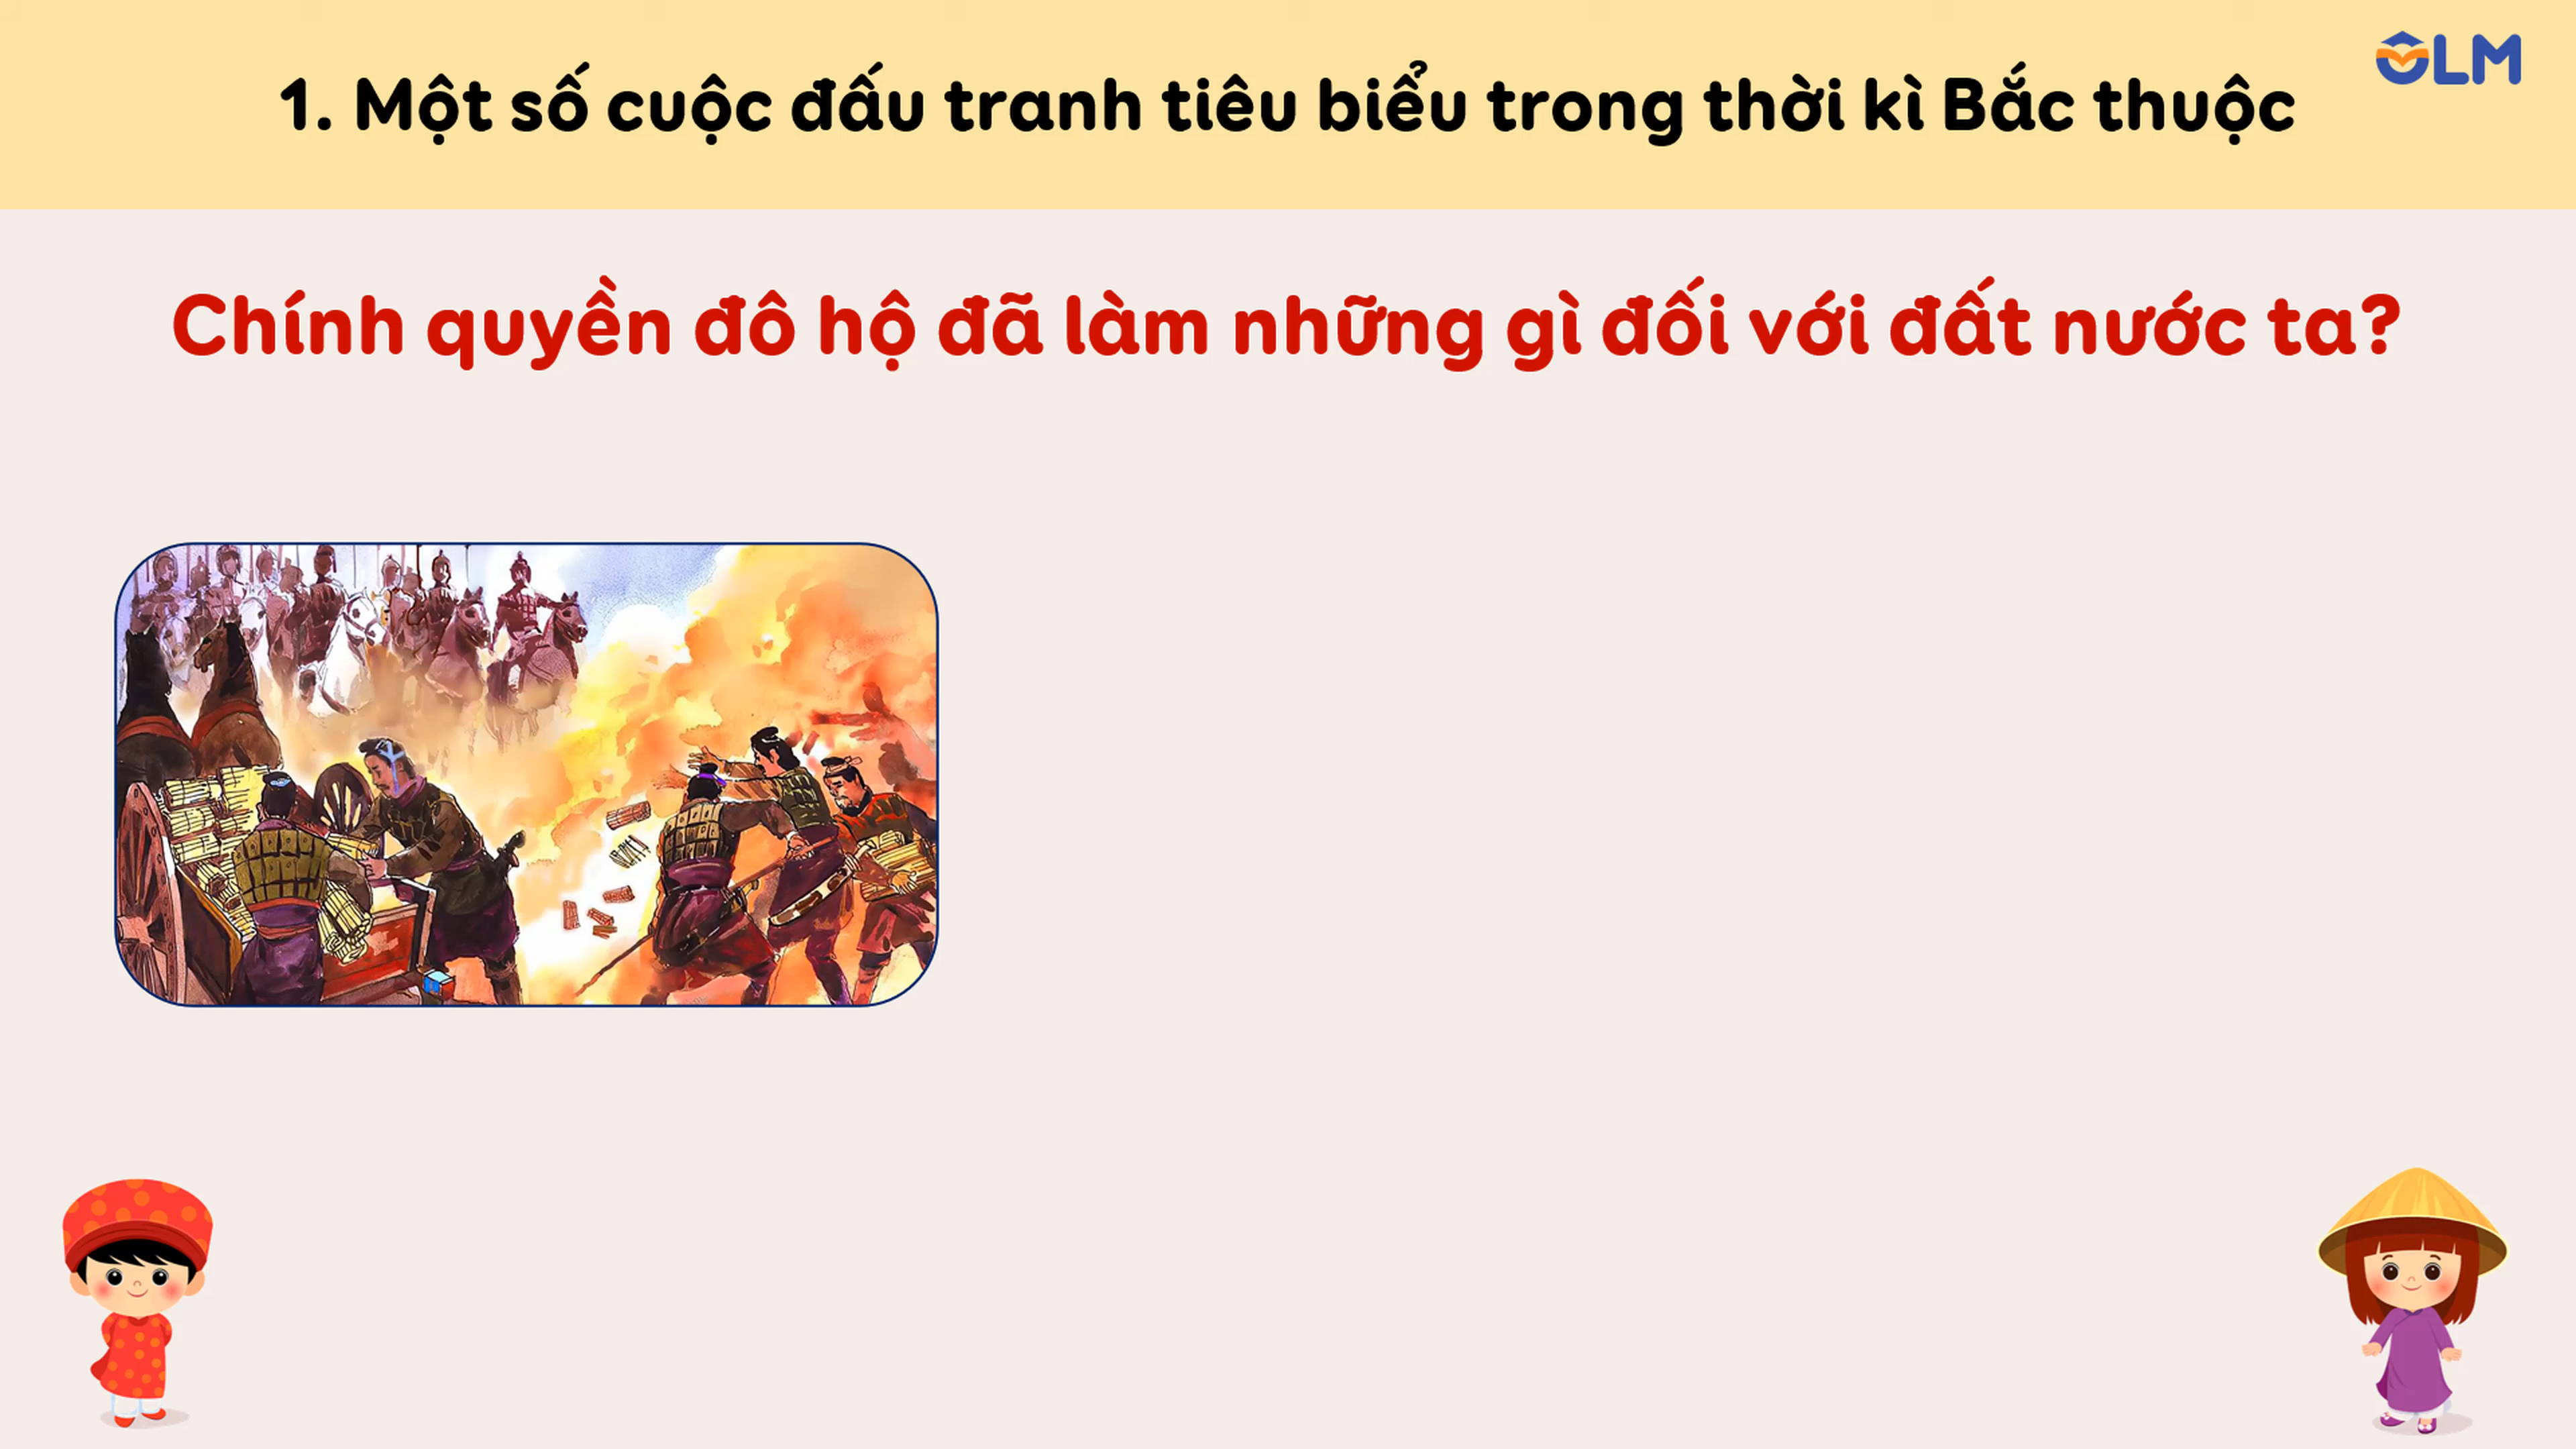 1. Một số cuộc đấu tranh tiêu biểu trong thời kì Bắc thuộc
OLM
Chính quyền đô hộ đã làm những gì đối với đất nước ta?